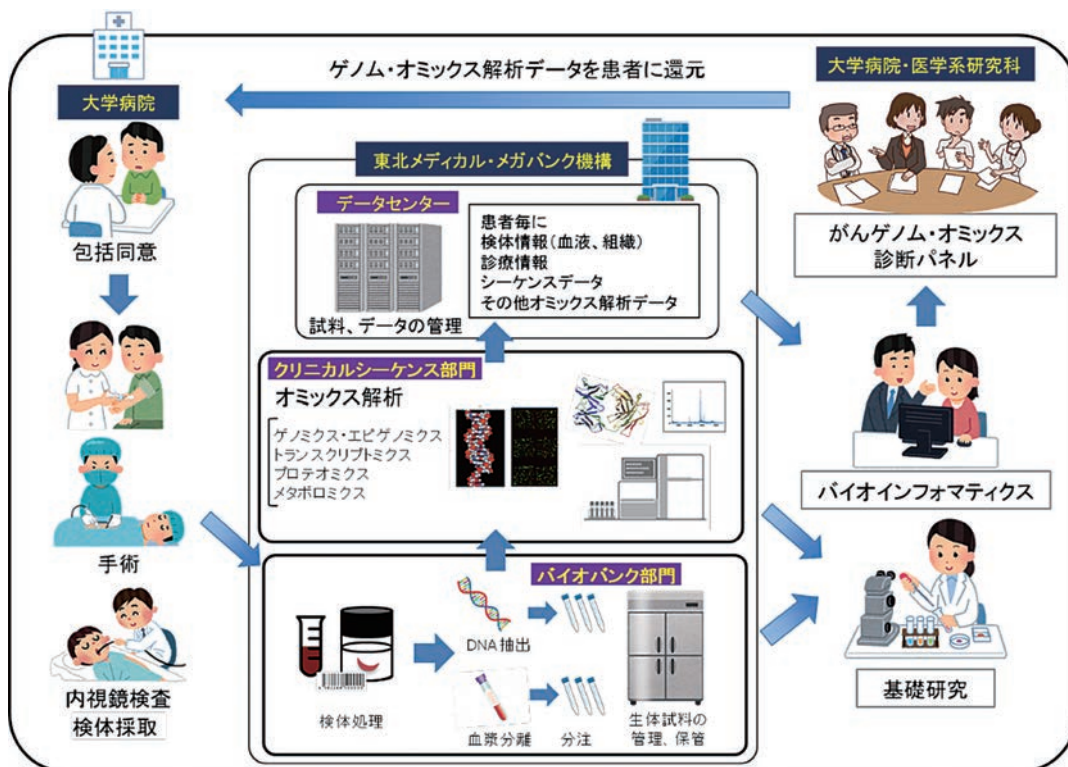 ゲノム・オミックス解析データを患者に還元
大学病院
包括同意
手術
内視鏡検査
検体採取
東北メディカル・メガバンク機構
データセンター
試料、データの管理
患者毎に
検体情報(血液、組織)
診療情報
シーケンスデータ
その他オミックス解析データ
クリニカルシーケンス部門
オミックス解析
ゲノミクス・エピゲノミクス
トランスクリプトミクス
プロテオミクス
メタボロミクス
バイオバンク部門
検体処理
DNA抽出
血漿分離
分注
生体試料の
管理、保管
大学病院・医学系研究科
がんゲノム・オミックス
診断パネル
バイオインフォマティクス
基礎研究